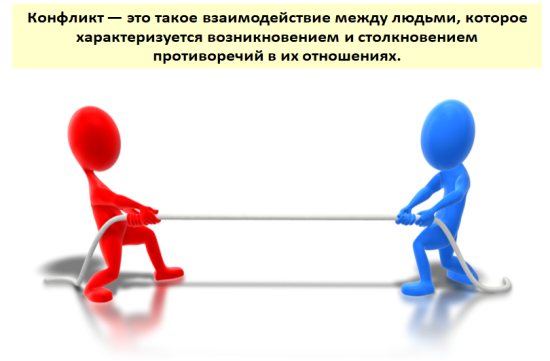 Конфликт — это такое взаимодействие между людьми, которое
характеризуется возникновением и столкновением
противоречий в их отношениях.